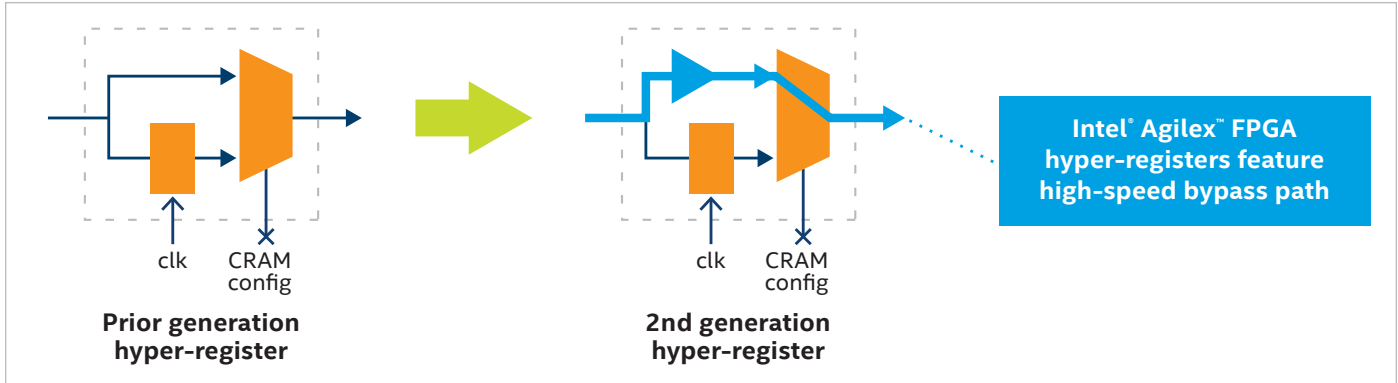 clk
CRAM
config
Prior generation
hyper-register
clk
CRAM
config
2nd generation
hyper-register
Intel® Agilex™ FPGA
hyper-registers feature
high-speed bypass path